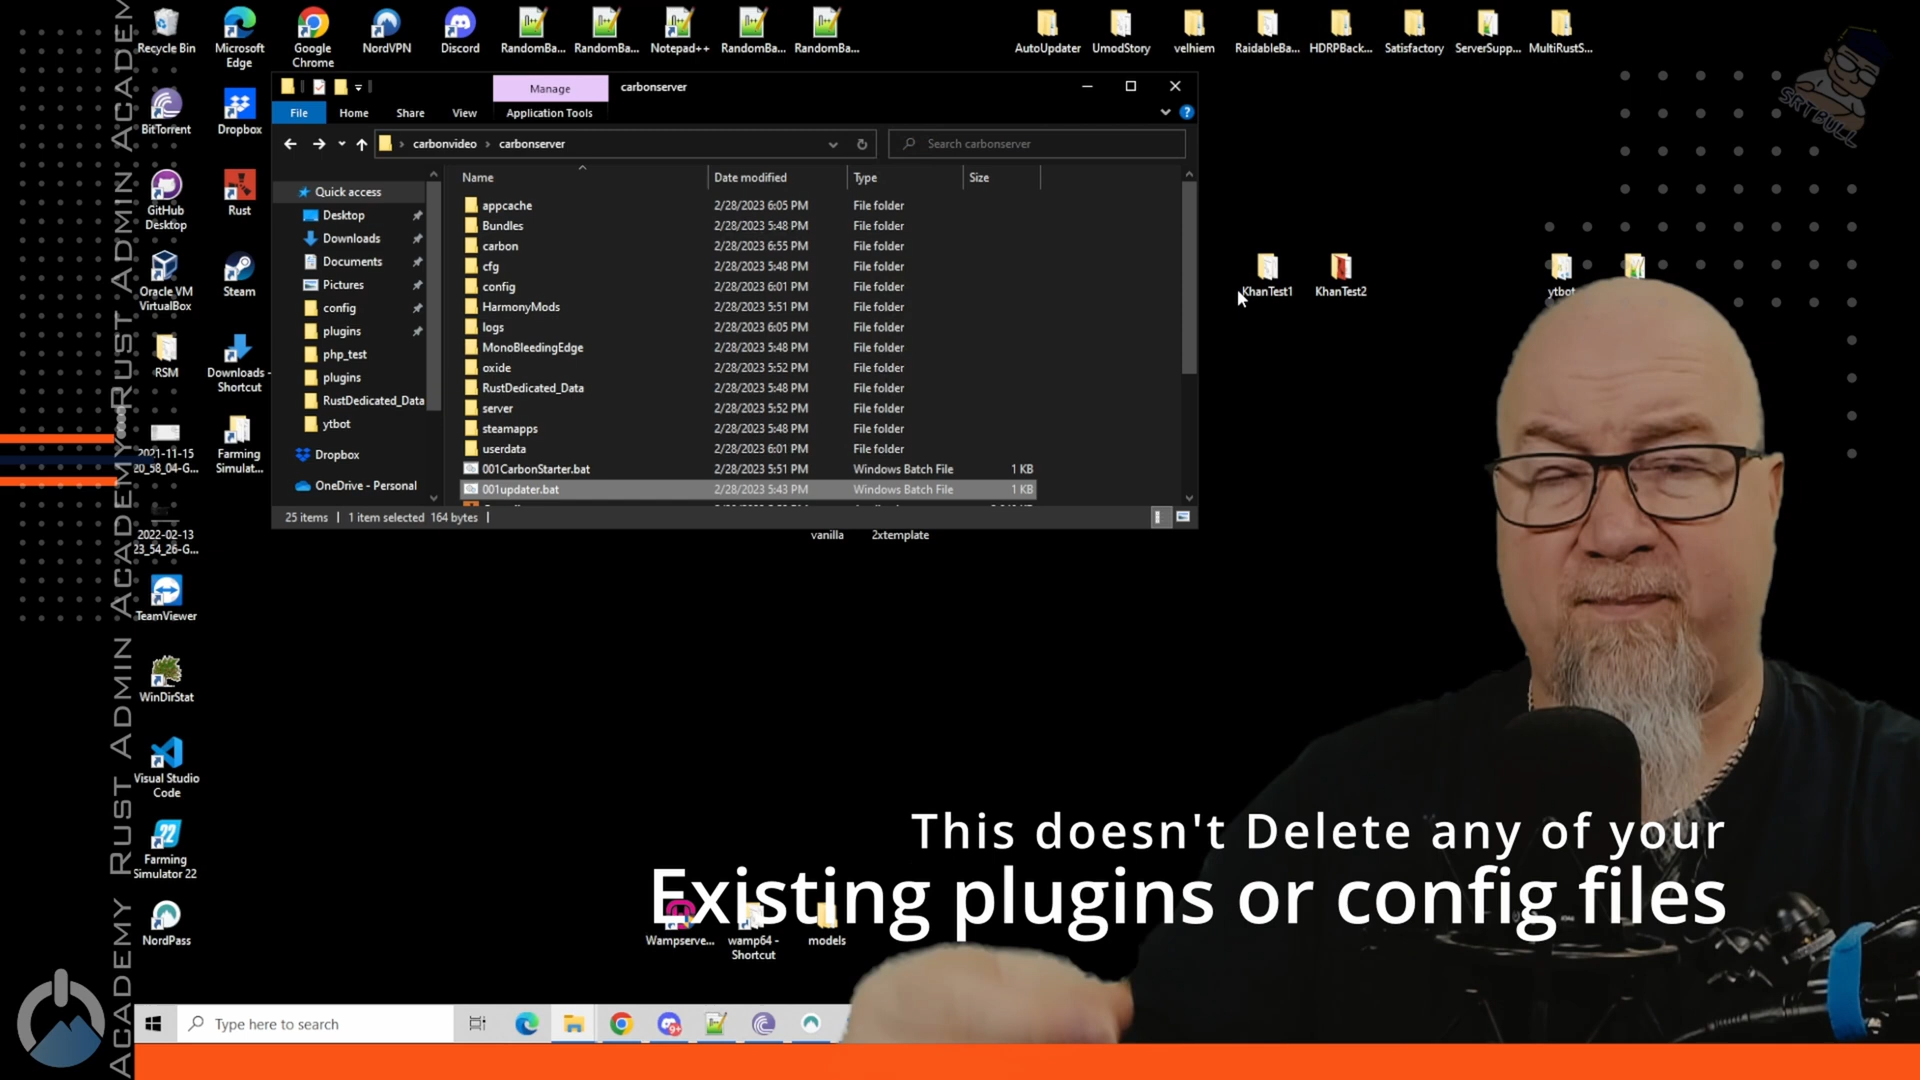 Recycle Bin
Microsoft Edge
Google Chrome
NordVPN
Discord
RandomBa...
RandomBa...
Notepad++
RandomBa...
RandomBa...
AutoUpdater
UmodStory
velhiem
RaidableBa...
HDRPBack...
Satisfactory
ServerSupp...
MultiRustS...
SRTBULL
Manage
carbonserver
File
Home
Share
View
Application Tools
carbonvideo
carbonserver
Search carbonserver
Name
Date modified
Type
Size
Quick access
Desktop
Downloads
Documents
Pictures
config
plugins
php_test
plugins
RustDedicated_Data
ytbot
Dropbox
OneDrive - Personal
appcache 2/28/2023 6:05 PM File folder
Bundles 2/28/2023 5:48 PM File folder
carbon 2/28/2023 6:55 PM File folder
cfg 2/28/2023 5:48 PM File folder
config 2/28/2023 6:01 PM File folder
HarmonyMods 2/28/2023 5:51 PM File folder
logs 2/28/2023 6:05 PM File folder
MonoBleedingEdge 2/28/2023 5:48 PM File folder
oxide 2/28/2023 5:52 PM File folder
RustDedicated_Data 2/28/2023 5:48 PM File folder
server 2/28/2023 5:52 PM File folder
steamapps 2/28/2023 5:48 PM File folder
userdata 2/28/2023 6:01 PM File folder
001CarbonStarter.bat 2/28/2023 5:51 PM Windows Batch File 1 KB
001updater.bat 2/28/2023 5:43 PM Windows Batch File 1 KB
25 items
1 item selected 164 bytes
BitTorrent
Dropbox
GitHub Desktop
Rust
Oracle VM VirtualBox
Steam
RSM
Downloads - Shortcut
2021-11-15
20_58_04-G...
Farming Simulat...
2022-02-13
23_54_26-G...
TeamViewer
WinDirStat
Visual Studio Code
Farming Simulator 22
NordPass
KhanTest1
KhanTest2
ytbot
vanilla
2xtemplate
This doesn't Delete any of your
Existing plugins or config files
Wampserve...
wamp64 - Shortcut
models
Type here to search
RUST ADMIN ACADEMY
RUST ADMIN ACADEMY